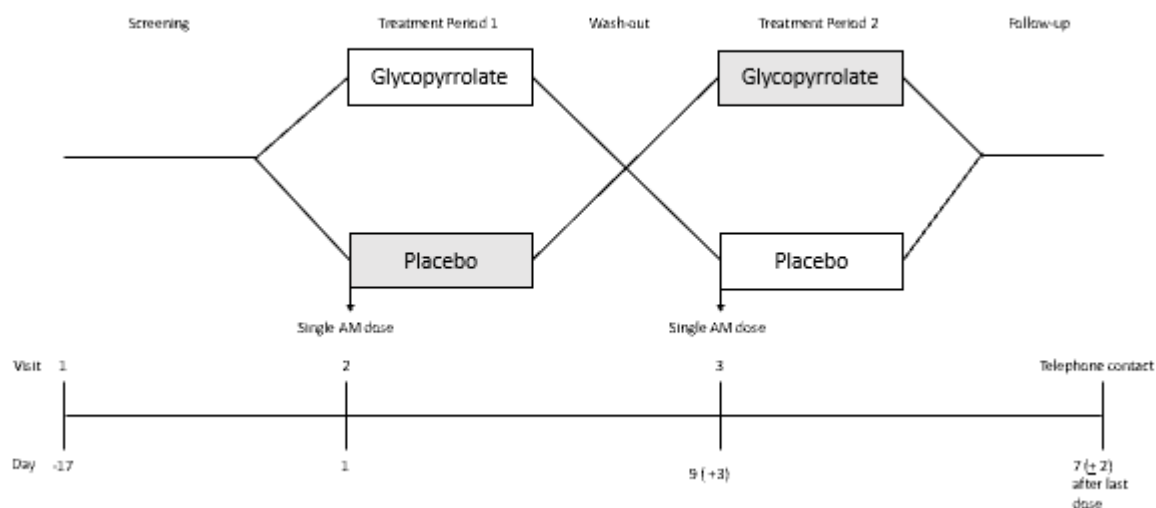 Screening Treatment Period 1 Wash-out Treatment Period 2 Follow-up
Glycopyrrolate Glycopyrrolate
Placebo Placebo
Single AM dose Single AM dose
Visit 1 2 3 Telephone contact
Day -17 1 9 ( +3) 7 (± 2)
after last
dose